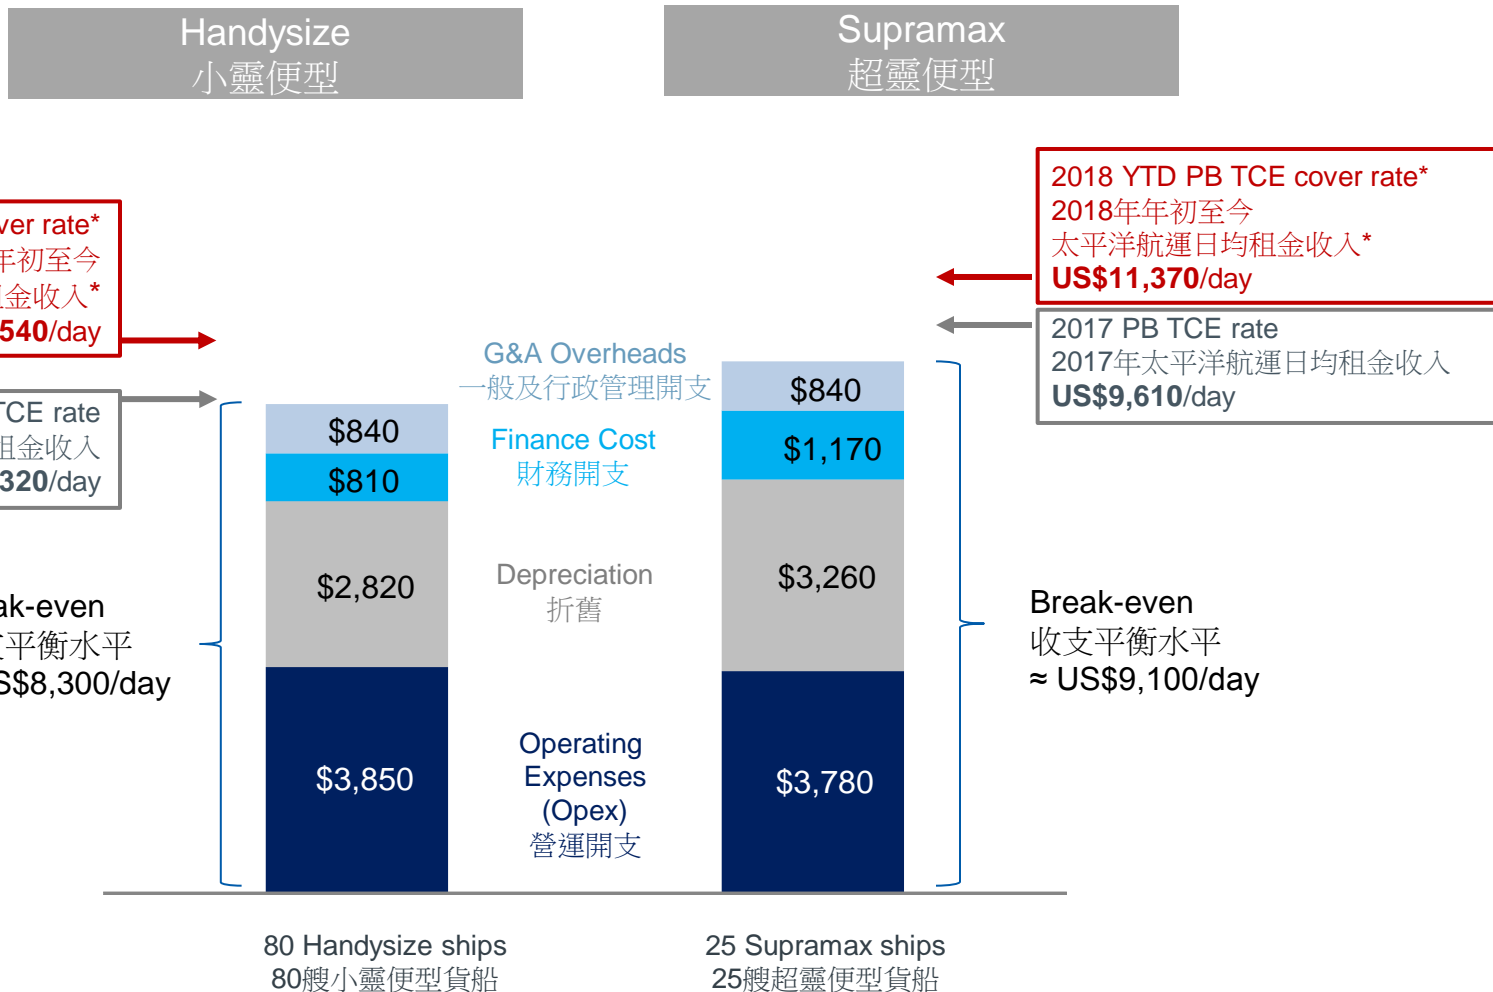 Handysize
小靈便型
Supramax
超靈便型
2018 YTD PB TCE cover rate*
2018年年初至今
太平洋航運日均租金收入*
US$11,370/day
rate*
年初至今
金收入*
540/day
2017 PB TCE rate
2017年太平洋航運日均租金收入
US$9,610/day
TCE rate
租金收入
320/day
G&A Overheads
一般及行政管理開支
Finance Cost
財務開支
Depreciation
折舊
Operating
Expenses
(Opex)
營運開支
$840
$810
$2,820
$3,850
$840
$1,170
$3,260
$3,780
even
平衡水平
$8,300/day
Break-even
收支平衡水平
≈ US$9,100/day
80 Handysize ships
80艘小靈便型貨船
25 Supramax ships
25艘超靈便型貨船